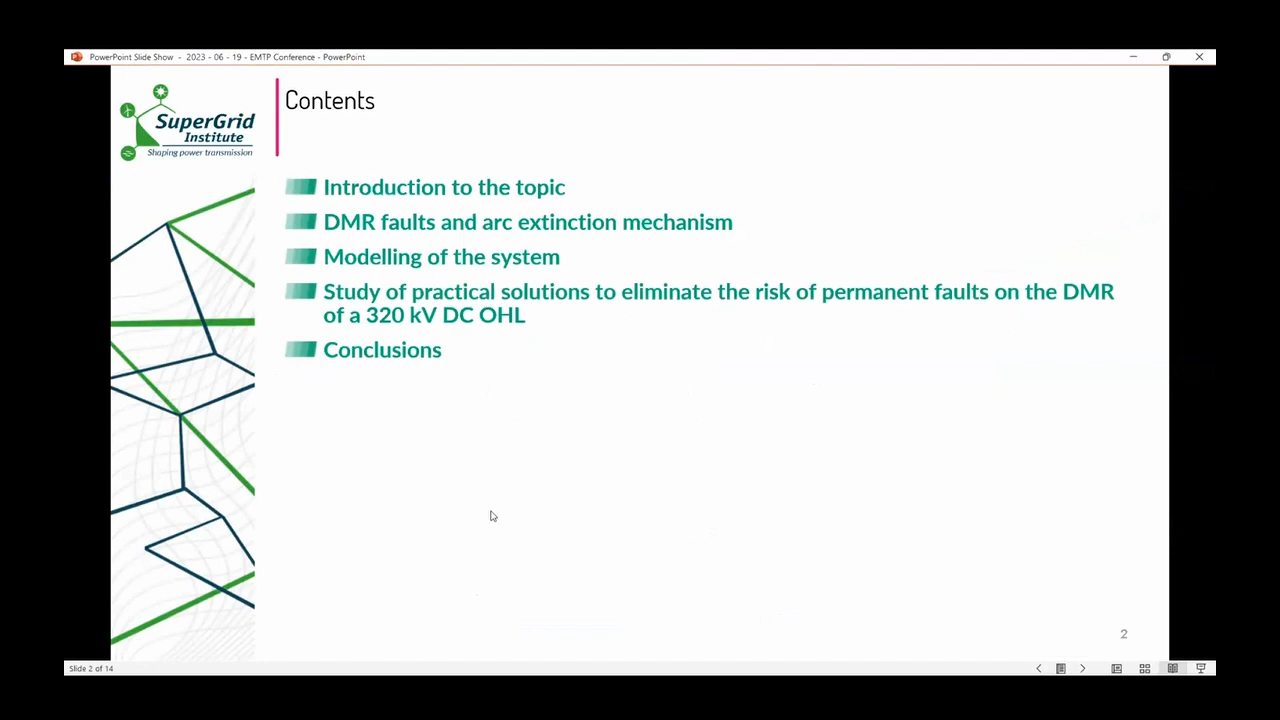 PowerPoint Slide Show - 2023 - 06 - 19 - EMTP Conference - PowerPoint
SuperGrid
Institute
Shaping power transmission
Contents
Introduction to the topic
DMR faults and arc extinction mechanism
Modelling of the system
Study of practical solutions to eliminate the risk of permanent faults on the DMR
of a 320 kV DC OHL
Conclusions
2
Slide 2 of 14